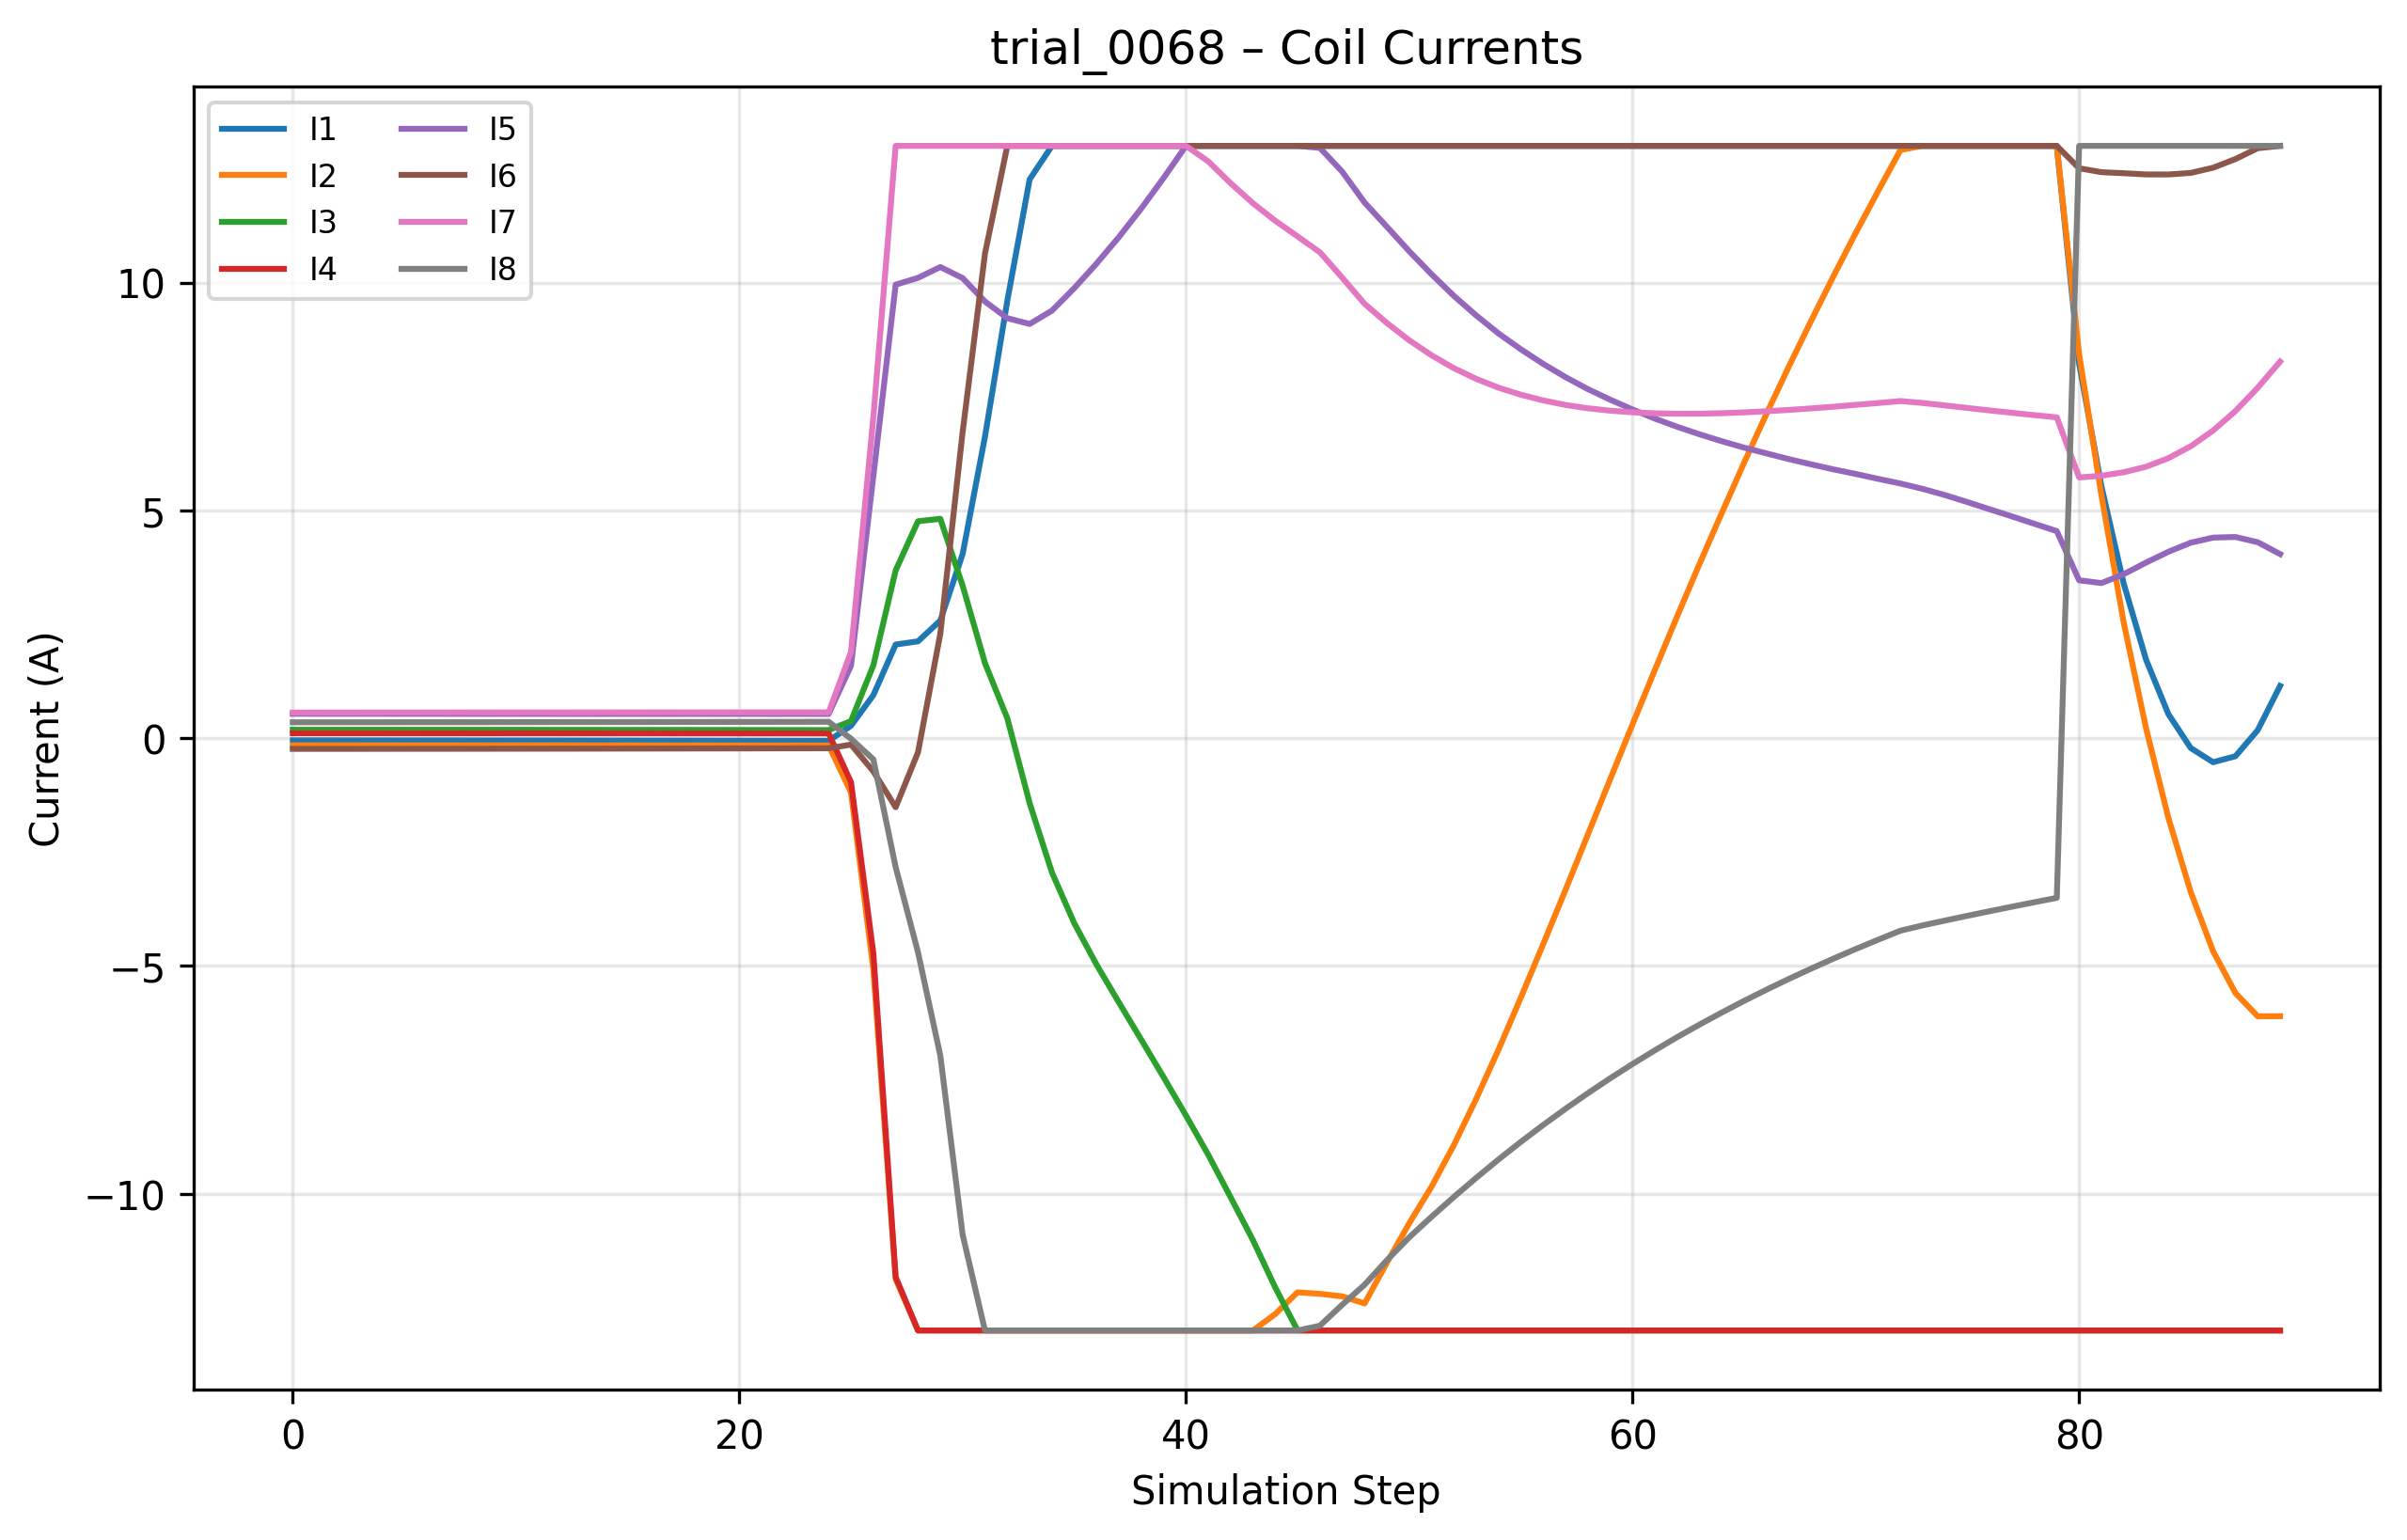 trial_0068 – Coil Currents
I1
I2
I3
I4
I5
I6
I7
I8
Current (A)
10
5
0
−5
−10
0
20
40
60
80
Simulation Step